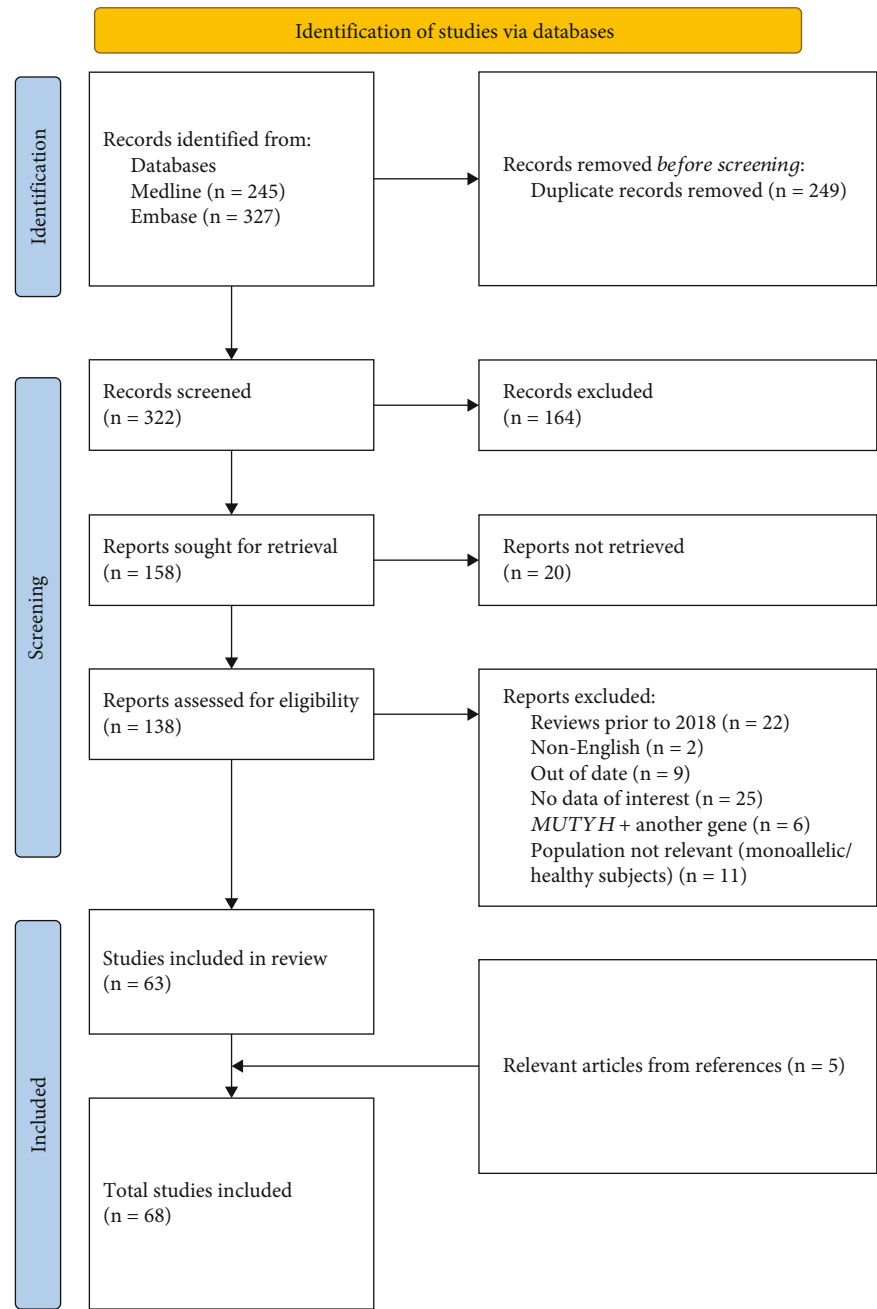 Identification of studies via databases
Identification
Records identified from:
Databases
Medline (n = 245)
Embase (n = 327)
Records removed before screening:
Duplicate records removed (n = 249)
Screening
Records screened
(n = 322)
Records excluded
(n = 164)
Reports sought for retrieval
(n = 158)
Reports not retrieved
(n = 20)
Reports assessed for eligibility
(n = 138)
Reports excluded:
Reviews prior to 2018 (n = 22)
Non-English (n = 2)
Out of date (n = 9)
No data of interest (n = 25)
MUTYH + another gene (n = 6)
Population not relevant (monoallelic/
healthy subjects) (n = 11)
Included
Studies included in review
(n = 63)
Relevant articles from references (n = 5)
Total studies included
(n = 68)